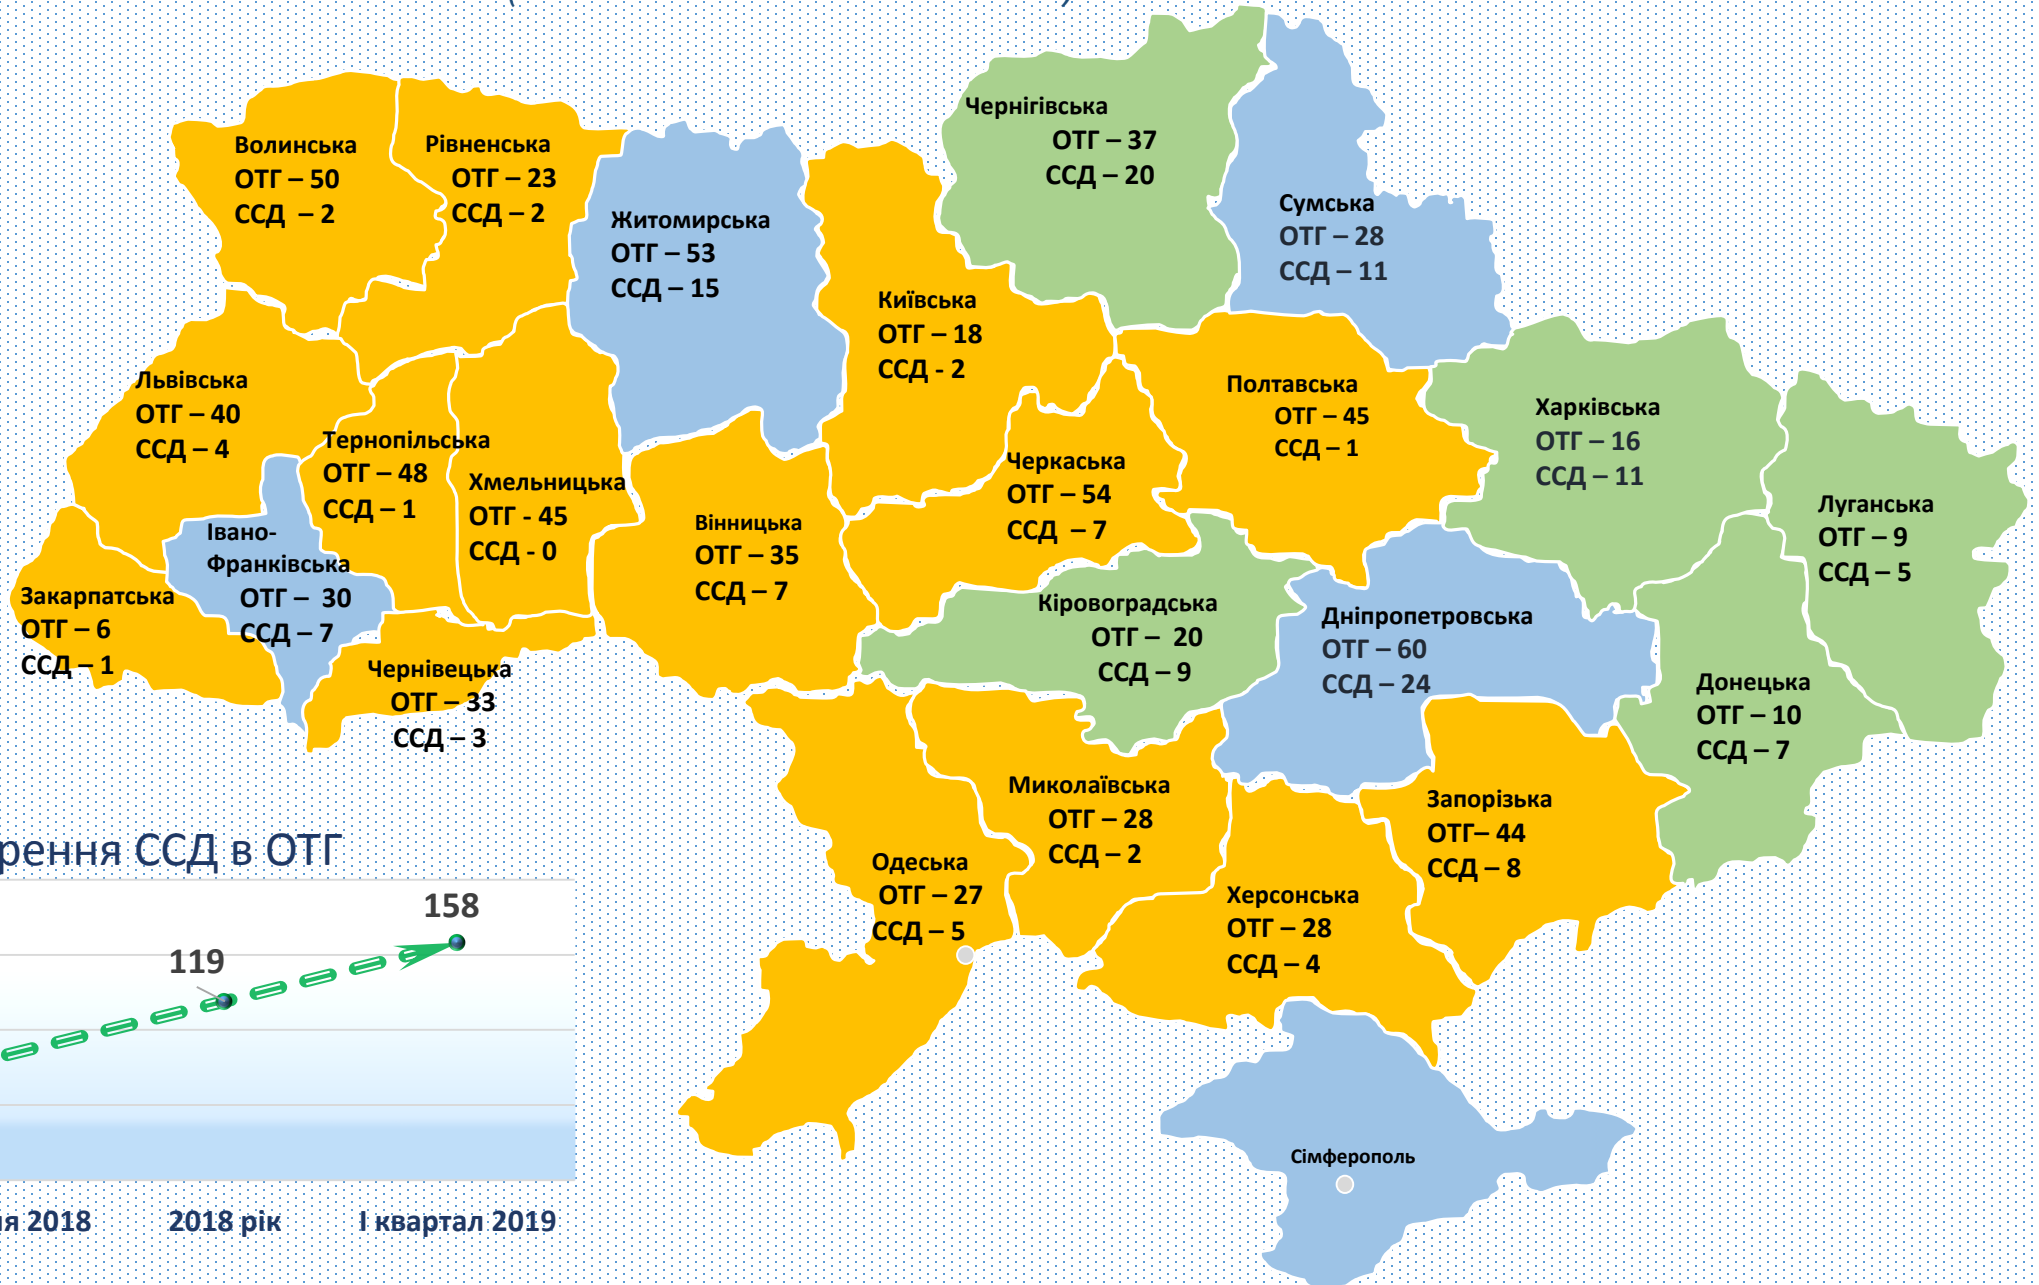 Чернігівська
ОТГ – 37
ССД – 20
Волинська
ОТГ – 50
ССД – 2
Рівненська
ОТГ – 23
ССД – 2
Житомирська
ОТГ – 53
ССД – 15
Сумська
ОТГ – 28
ССД – 11
Київська
ОТГ – 18
ССД - 2
Львівська
ОТГ – 40
ССД – 4
Тернопільська
ОТГ – 48
ССД – 1
Хмельницька
ОТГ - 45
ССД - 0
Полтавська
ОТГ – 45
ССД – 1
Харківська
ОТГ – 16
ССД – 11
Черкаська
ОТГ – 54
ССД – 7
Луганська
ОТГ – 9
ССД – 5
Вінницька
ОТГ – 35
ССД – 7
Івано-
Франківська
ОТГ – 30
ССД – 7
Закарпатська
ОТГ – 6
ССД – 1
Чернівецька
ОТГ – 33
ССД – 3
Кіровоградська
ОТГ – 20
ССД – 9
Дніпропетровська
ОТГ – 60
ССД – 24
Донецька
ОТГ – 10
ССД – 7
Миколаївська
ОТГ – 28
ССД – 2
Запорізька
ОТГ– 44
ССД – 8
Одеська
ОТГ – 27
ССД – 5
Херсонська
ОТГ – 28
ССД – 4
Сімферополь
рення ССД в ОТГ
158
119
ня 2018
2018 рік
І квартал 2019